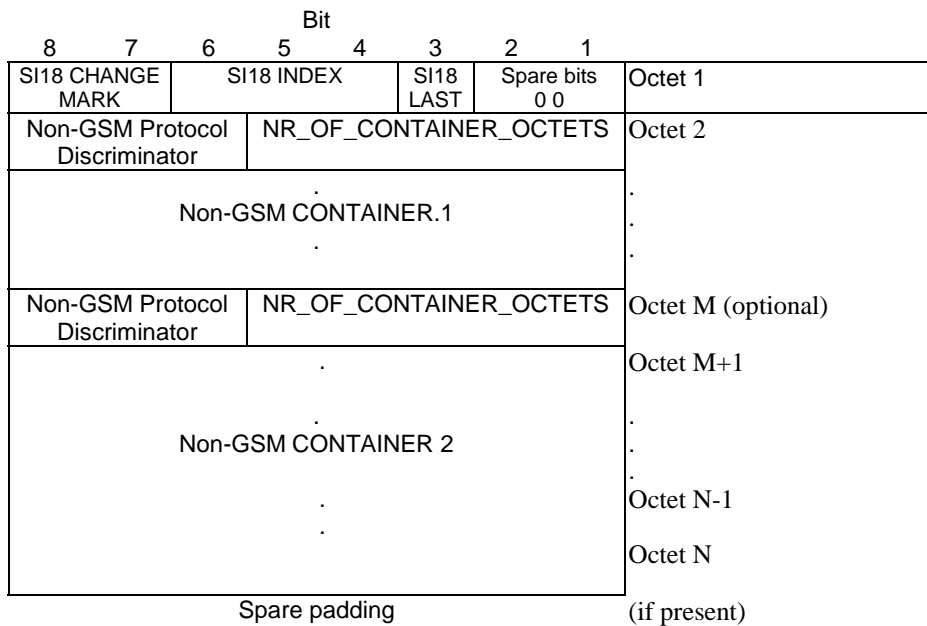 Bit
8 7 6 5 4 3 2 1
SI18 CHANGE MARK SI18 INDEX SI18 LAST Spare bits 0 0 Octet 1
Non-GSM Protocol Discriminator NR_OF_CONTAINER_OCTETS Octet 2
. .
Non-GSM CONTAINER.1 .
. .
Non-GSM Protocol Discriminator NR_OF_CONTAINER_OCTETS Octet M (optional)
. Octet M+1
. .
Non-GSM CONTAINER 2 .
.
. Octet N-1
.
Octet N
Spare padding (if present)